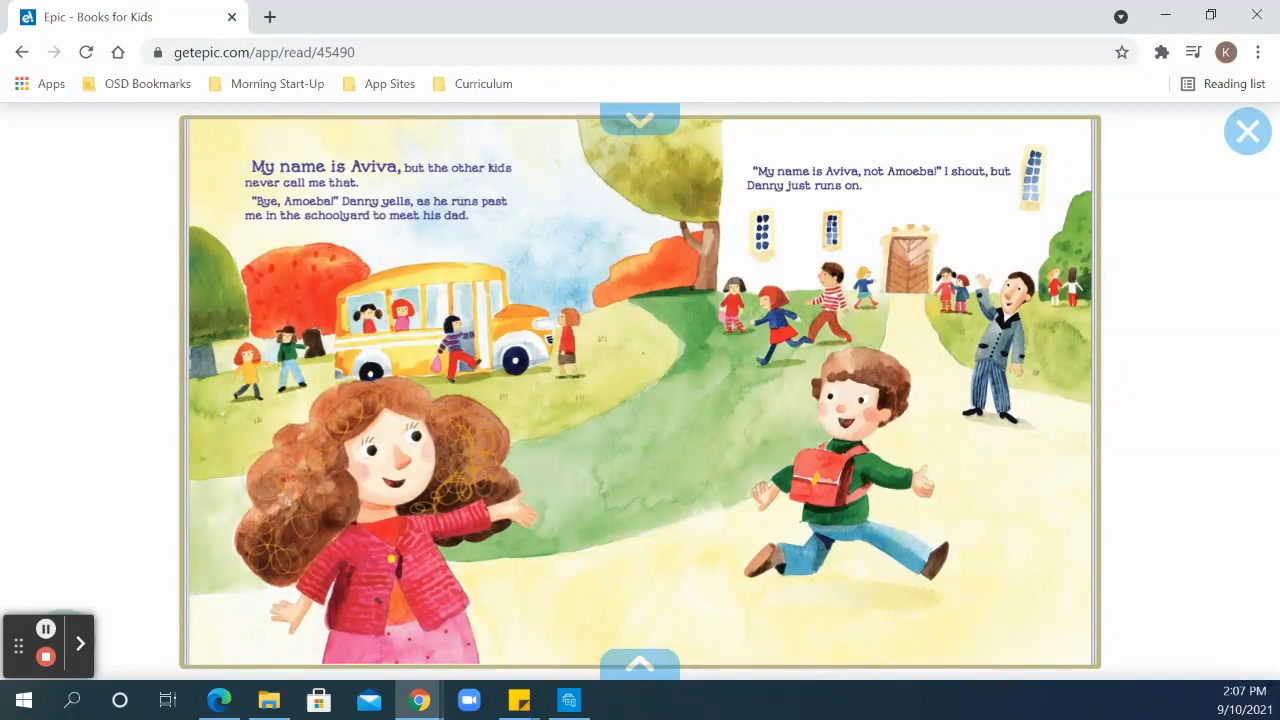 Epic - Books for Kids
getepic.com/app/read/45490
K
Apps
OSD Bookmarks
Morning Start-Up
App Sites
Curriculum
Reading list
My name is Aviva, but the other kids
never call me that.
"Bye, Amoeba!" Danny yells, as he runs past
me in the schoolyard to meet his dad.
"My name is Aviva, not Amoeba!" I shout, but
Danny just runs on.
2:07 PM
9/10/2021